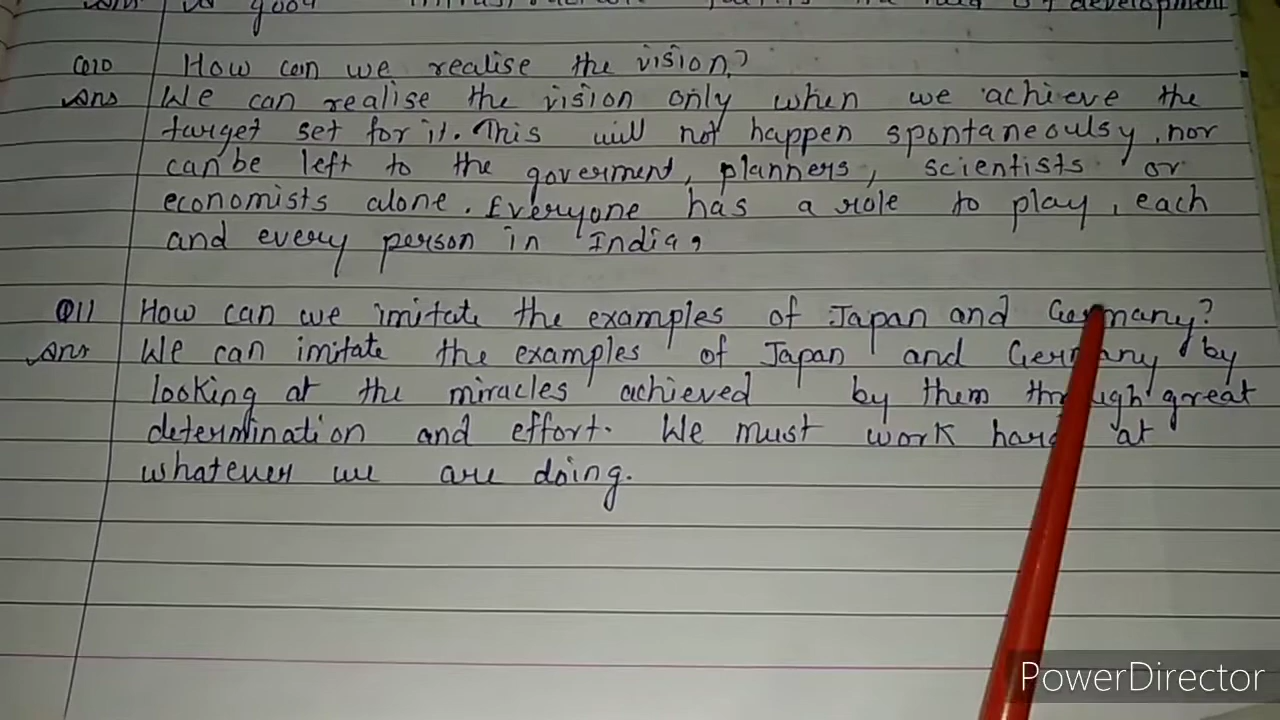 is good of development
Q10 How can we realise the vision?
Ans We can realise the vision only when we achieve the
target set for it. This will not happen spontaneoulsy, nor
can be left to the goverment, planners, scientists or
economists alone. Everyone has a role to play, each
and every person in India,
Q11 How can we imitate the examples of Japan and Germany?
Ans We can imitate the examples of Japan and Germany by
looking at the miracles achieved by them through great
determination and effort. We must work hard at
whatever we are doing.
PowerDirector